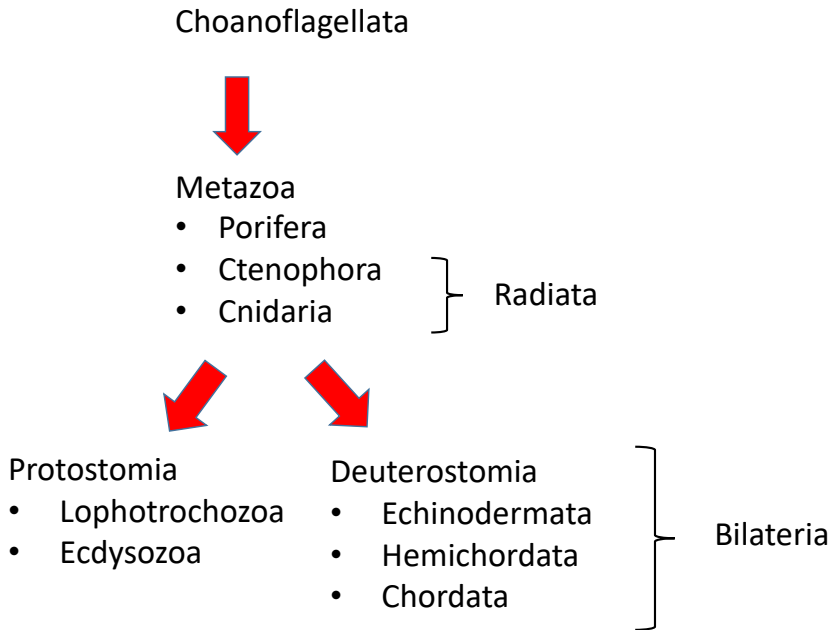 Choanoflagellata
Metazoa
• Porifera
• Ctenophora
• Cnidaria
Radiata
Protostomia
• Lophotrochozoa
• Ecdysozoa
Deuterostomia
• Echinodermata
• Hemichordata
• Chordata
Bilateria